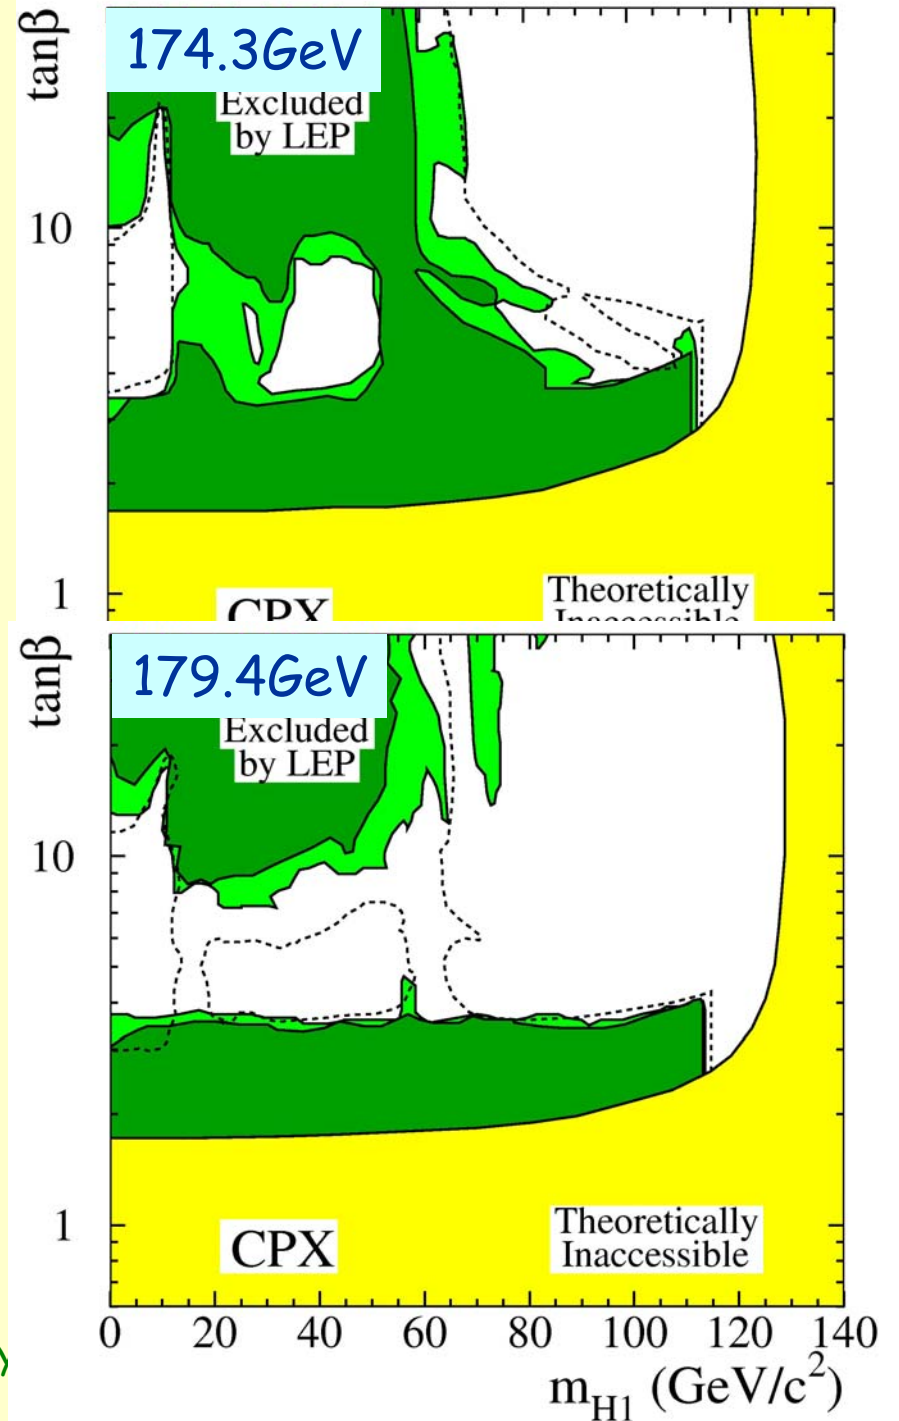 174.3GeV
tanβ
Excluded
by LEP
10
1
CPX
Theoretically
Inaccessible
179.4GeV
tanβ
Excluded
by LEP
10
1
CPX
Theoretically
Inaccessible
0 20 40 60 80 100 120 140
m_H1 (GeV/c²)